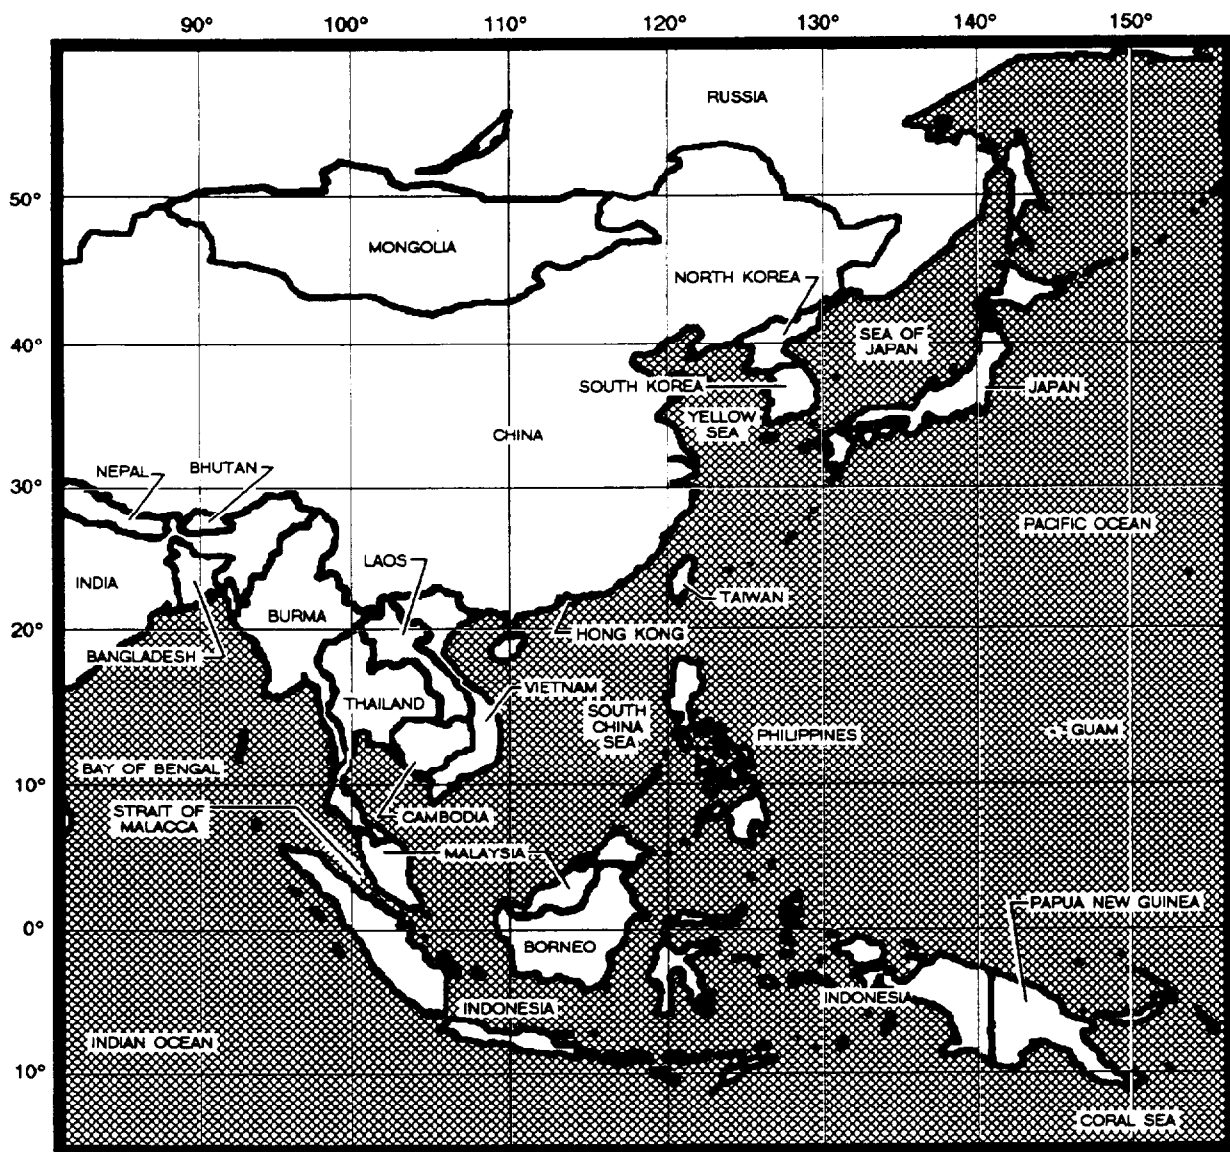 90° 100° 110° 120° 130° 140° 150°
RUSSIA
50°
MONGOLIA
NORTH KOREA
SEA OF
JAPAN
40°
SOUTH KOREA
JAPAN
YELLOW
SEA
CHINA
NEPAL
BHUTAN
30°
PACIFIC OCEAN
LAOS
INDIA
TAIWAN
BURMA
20°
HONG KONG
BANGLADESH
VIETNAM
THAILAND
SOUTH
CHINA
SEA
PHILIPPINES
GUAM
BAY OF BENGAL
10°
STRAIT OF
MALACCA
CAMBODIA
MALAYSIA
PAPUA NEW GUINEA
0°
BORNEO
INDONESIA
INDONESIA
INDIAN OCEAN
10°
CORAL SEA